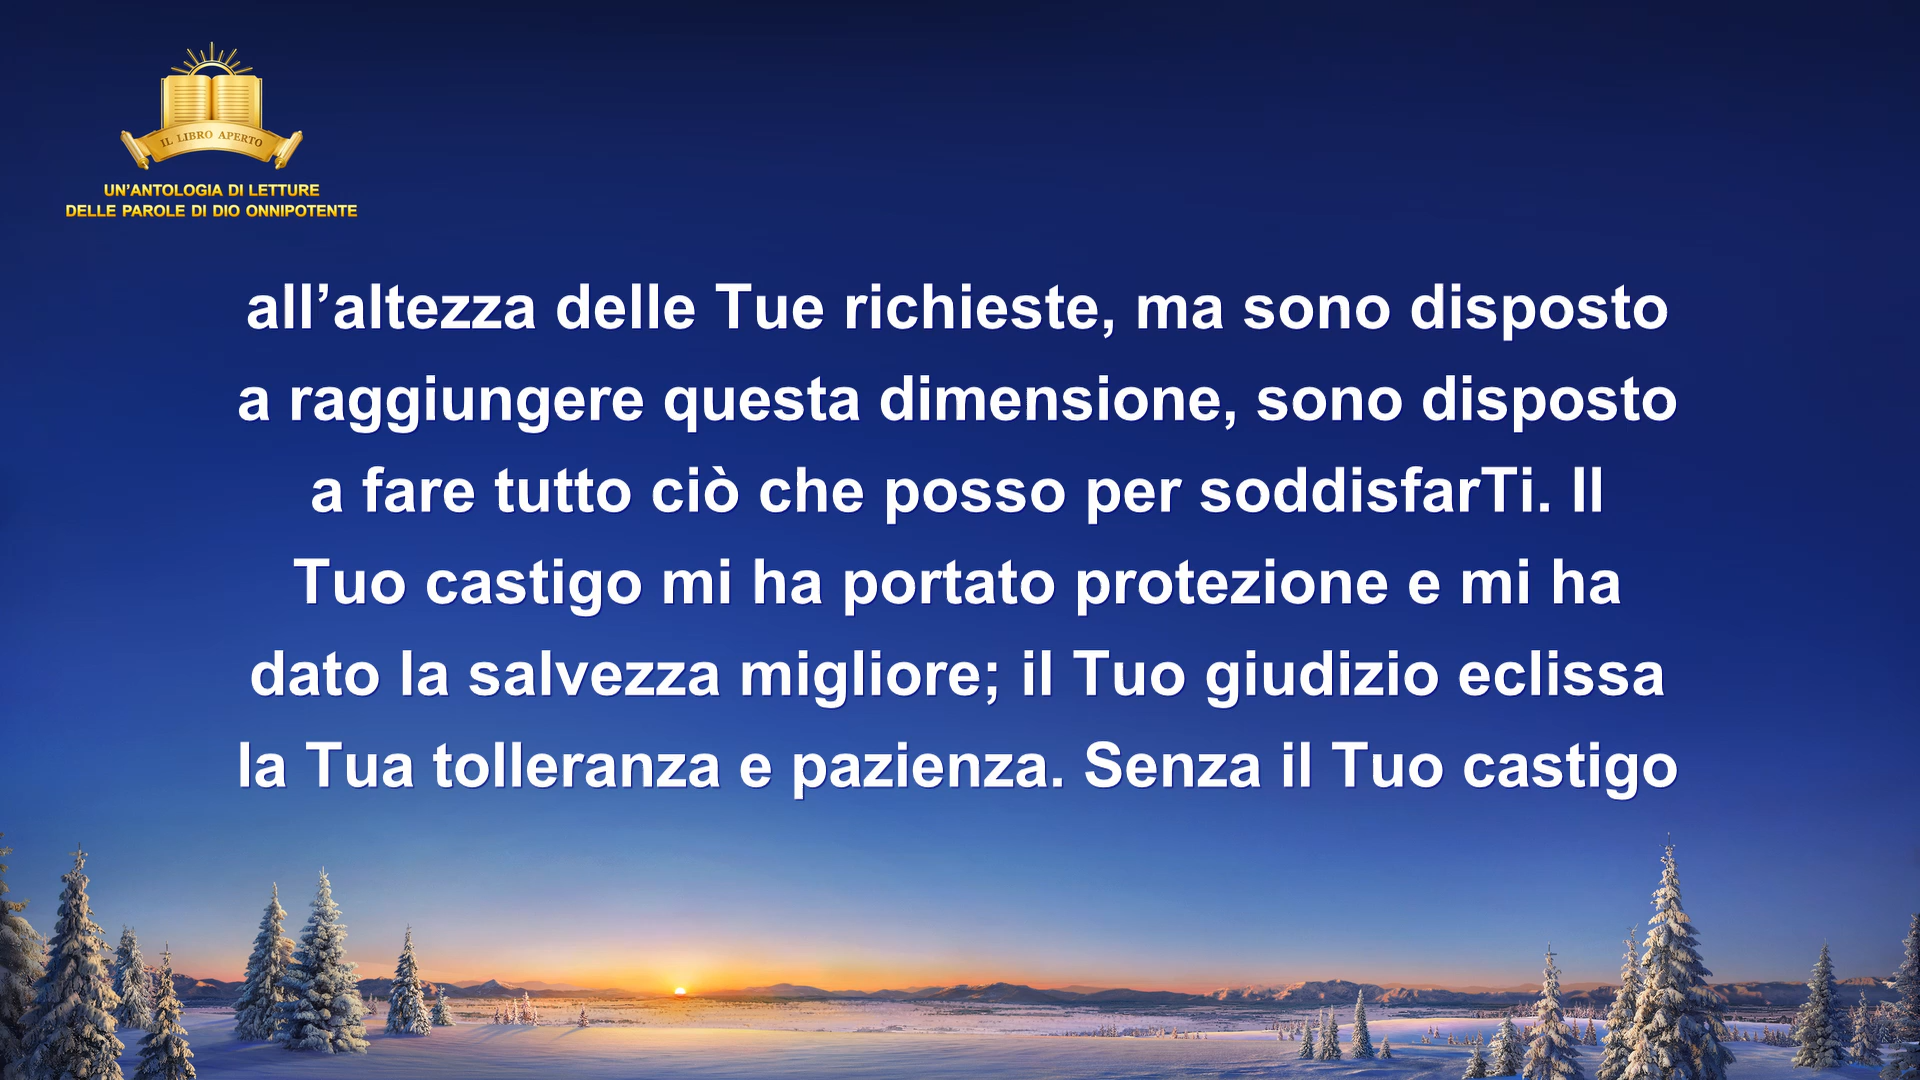 IL LIBRO APERTO
UN’ANTOLOGIA DI LETTURE
DELLE PAROLE DI DIO ONNIPOTENTE
all’altezza delle Tue richieste, ma sono disposto
a raggiungere questa dimensione, sono disposto
a fare tutto ciò che posso per soddisfarTi. Il
Tuo castigo mi ha portato protezione e mi ha
dato la salvezza migliore; il Tuo giudizio eclissa
la Tua tolleranza e pazienza. Senza il Tuo castigo